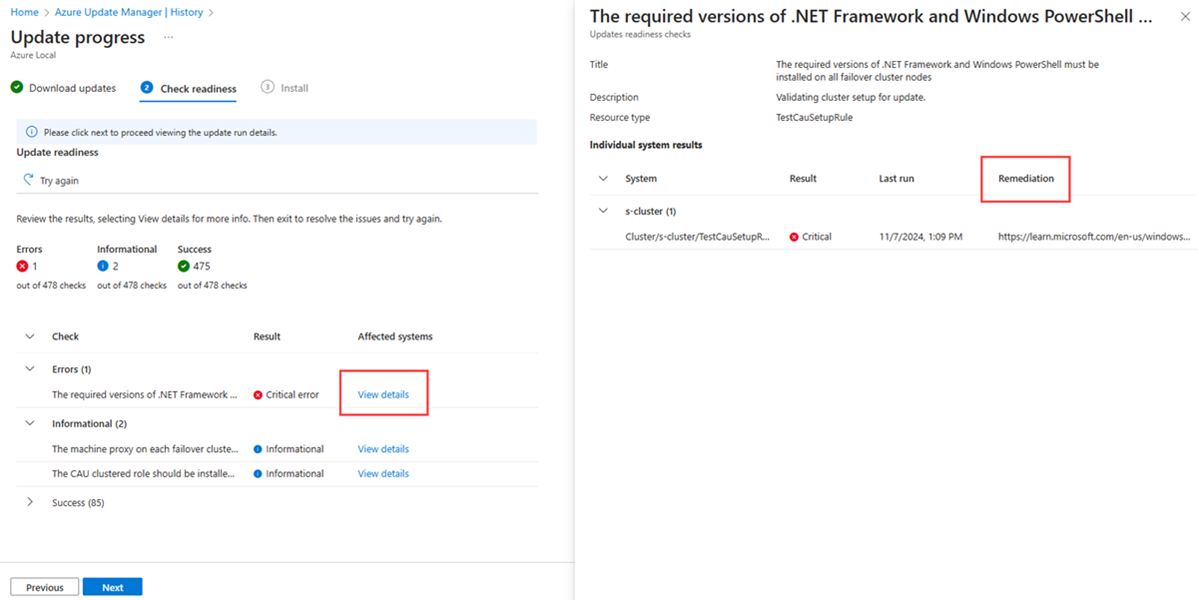 Home > Azure Update Manager | History >
Update progress ...
Azure Local
Download updates
2 Check readiness
3 Install
Please click next to proceed viewing the update run details.
Update readiness
Try again
Review the results, selecting View details for more info. Then exit to resolve the issues and try again.
Errors Informational Success
1 2 475
out of 478 checks out of 478 checks out of 478 checks
Check Result Affected systems
Errors (1)
The required versions of .NET Framework ... Critical error View details
Informational (2)
The machine proxy on each failover cluste... Informational View details
The CAU clustered role should be installe... Informational View details
Success (85)
Previous Next
The required versions of .NET Framework and Windows PowerShell ...
Updates readiness checks
Title The required versions of .NET Framework and Windows PowerShell must be
installed on all failover cluster nodes
Description Validating cluster setup for update.
Resource type TestCauSetupRule
Individual system results
System Result Last run Remediation
s-cluster (1)
Cluster/s-cluster/TestCauSetupR... Critical 11/7/2024, 1:09 PM https://learn.microsoft.com/en-us/windows...